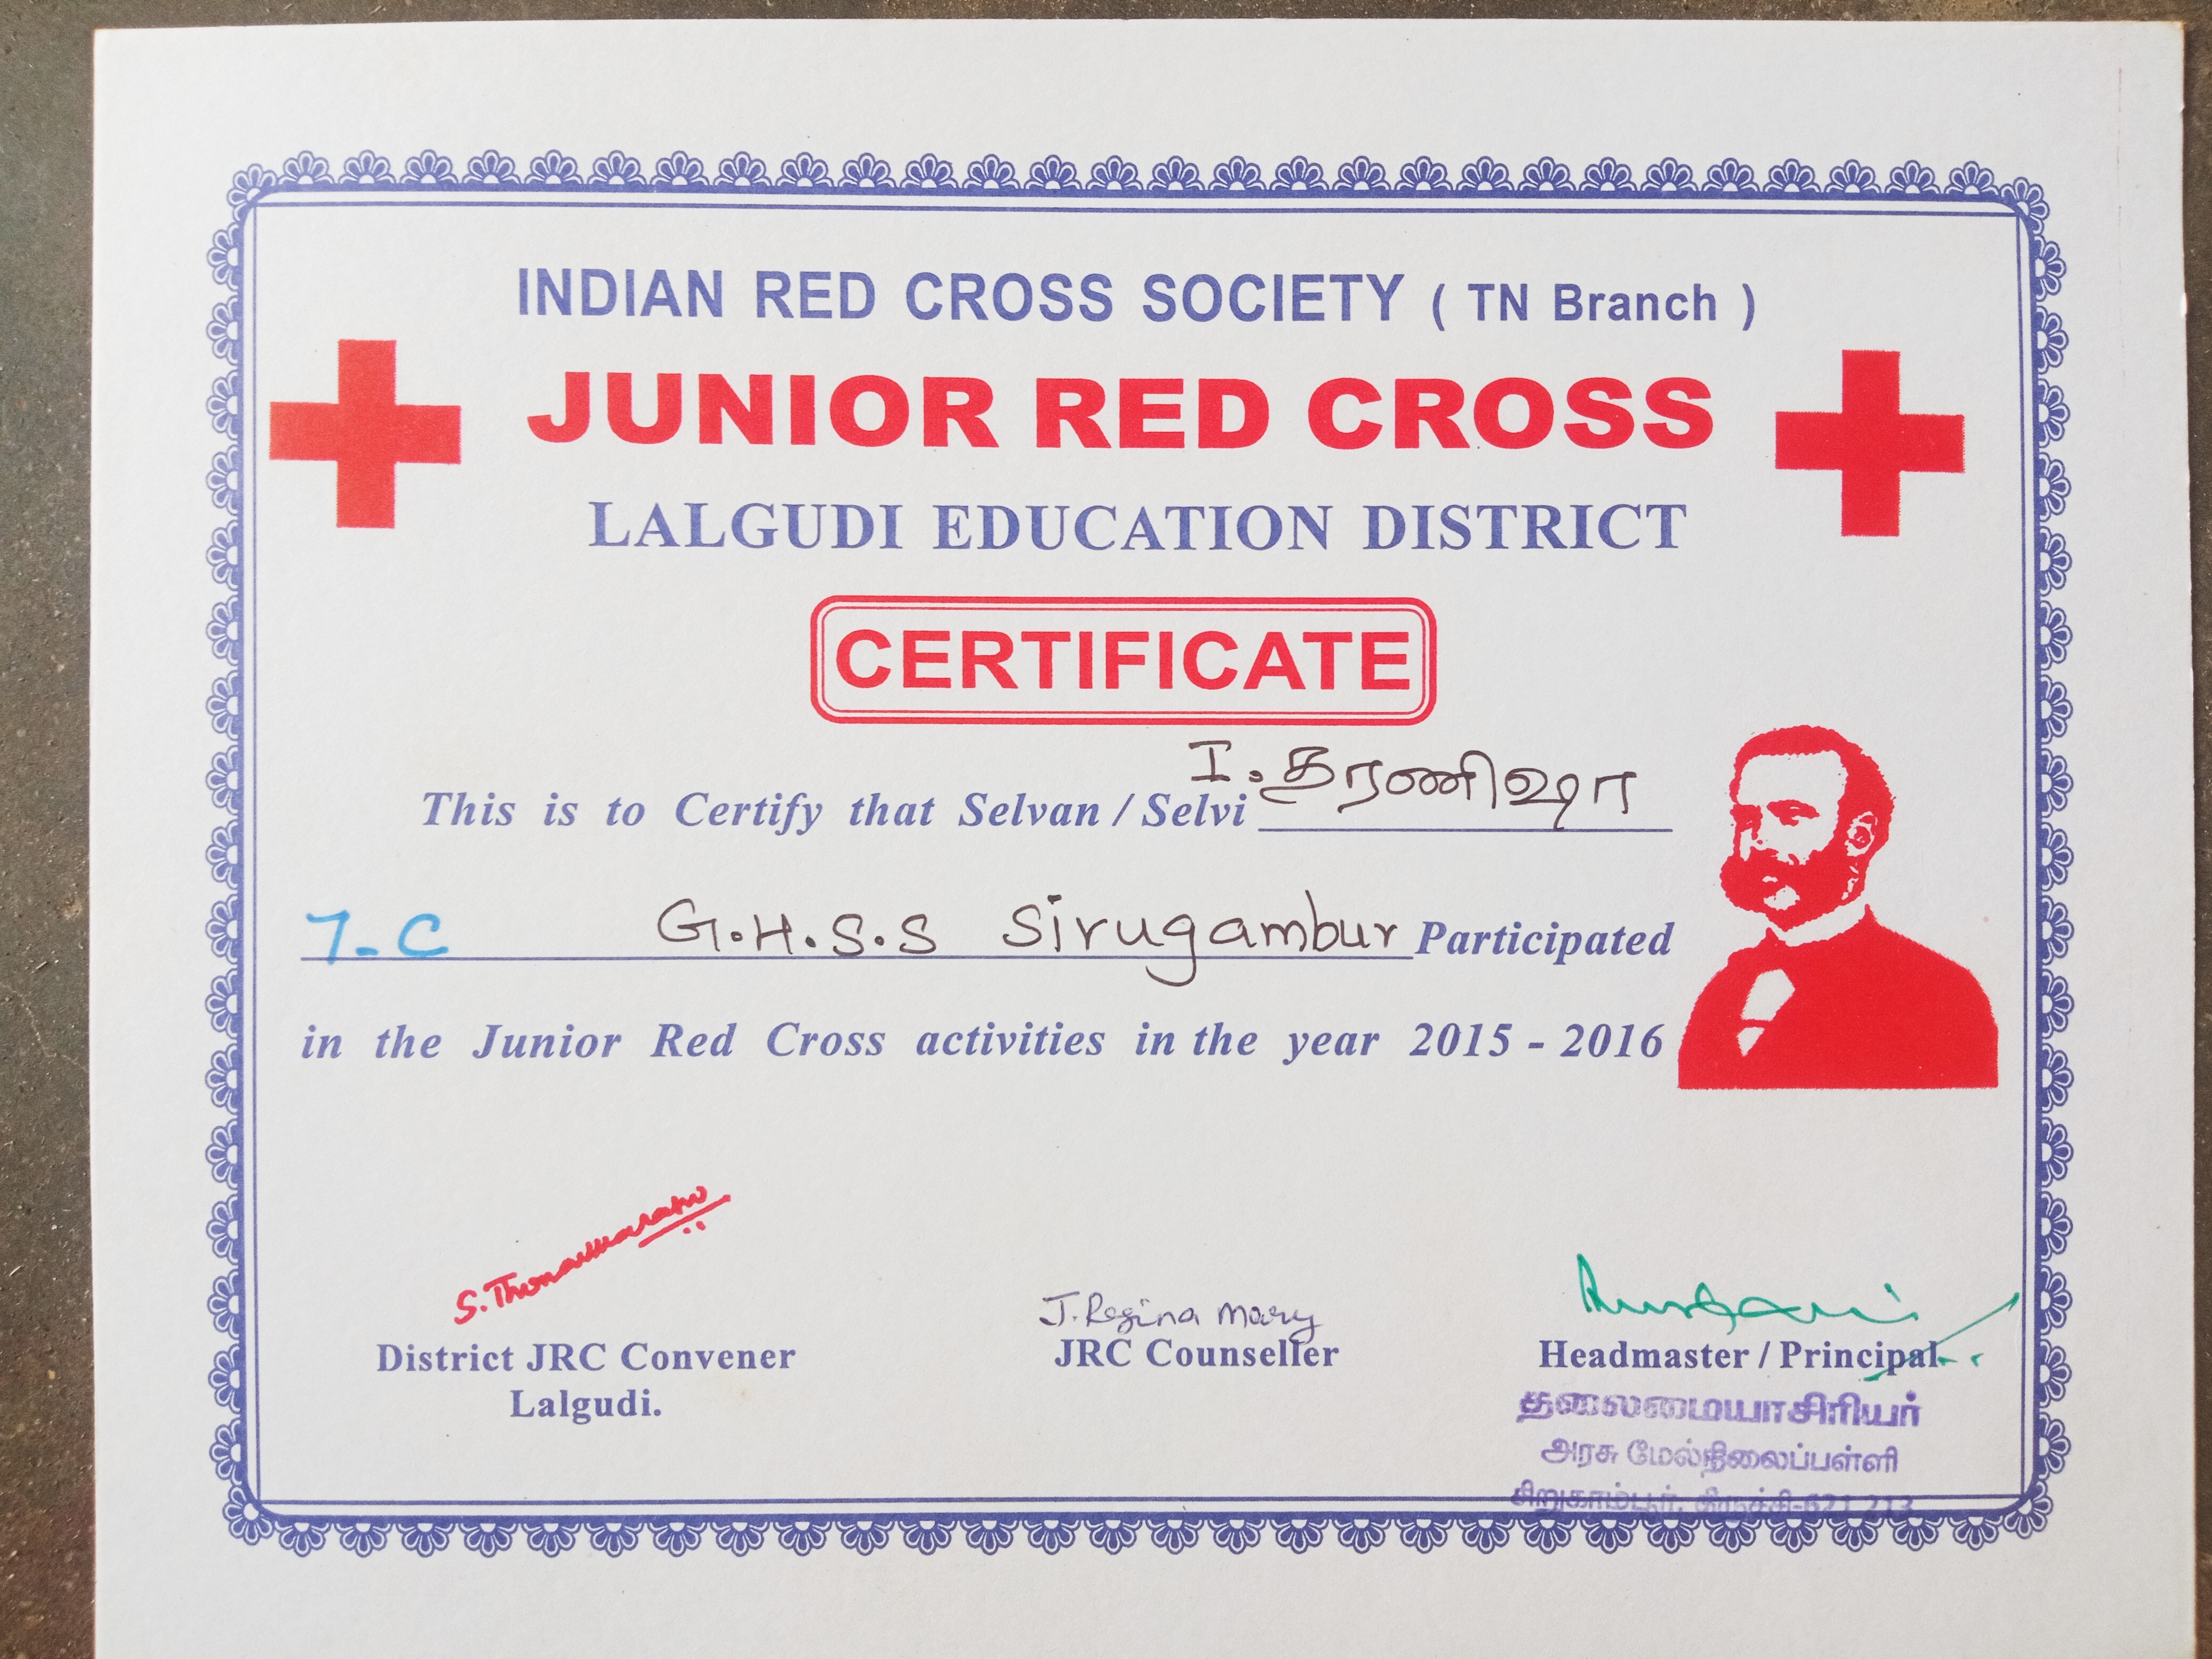 INDIAN RED CROSS SOCIETY ( TN Branch )
JUNIOR RED CROSS
LALGUDI EDUCATION DISTRICT
CERTIFICATE
This is to Certify that Selvan / Selvi I. தரணிஷா
7-C G.H.S.S Sirugambur Participated
in the Junior Red Cross activities in the year 2015 - 2016
J. Regina Mary
District JRC Convener JRC Counseller Headmaster / Principal
Lalgudi.
தலைமையாசிரியர்
அரசு மேல்நிலைப்பள்ளி
சிறுகாம்பூர், திருச்சி-621 213